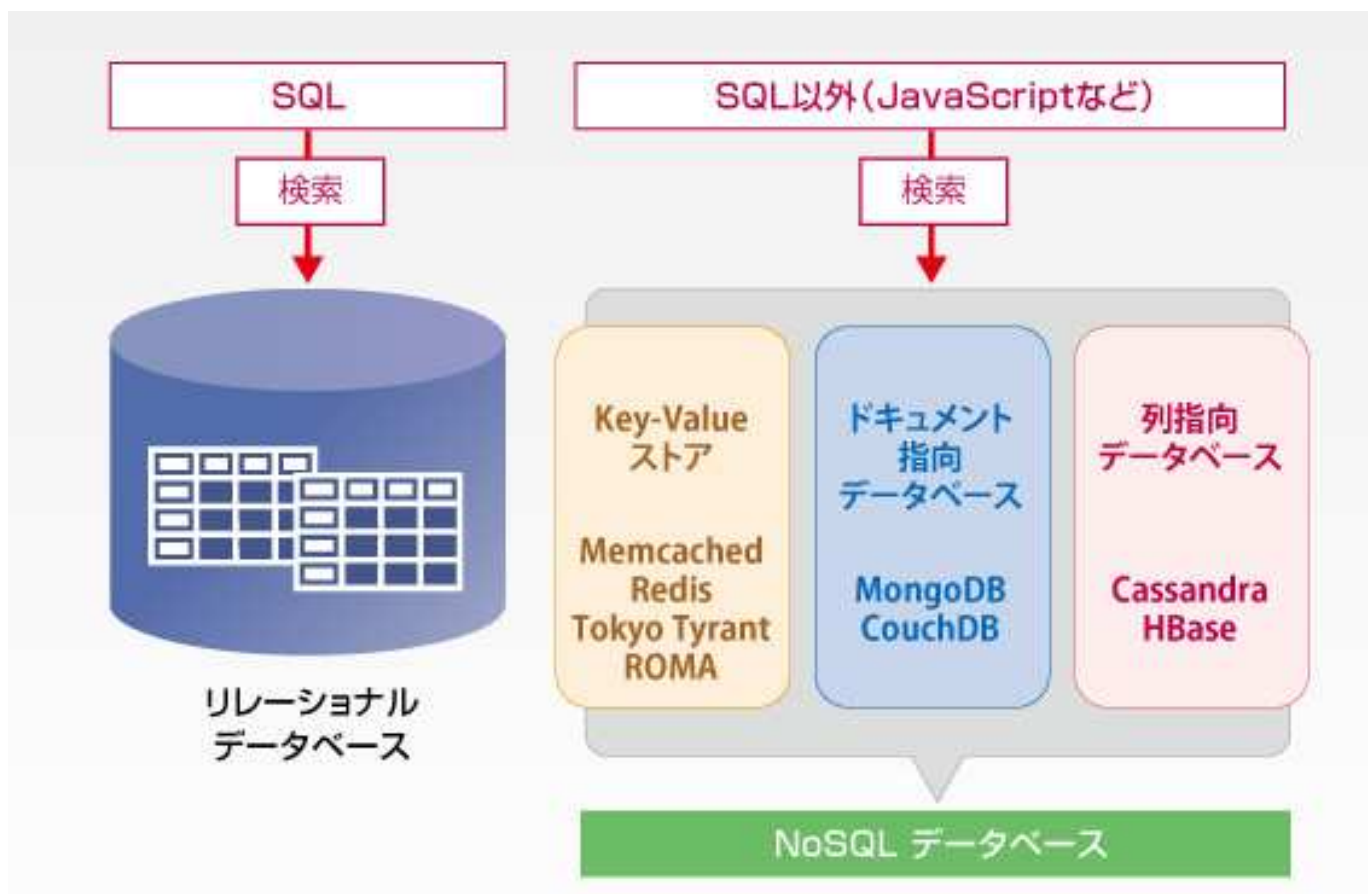 SQL
検索
リレーショナル
データベース
SQL以外(JavaScriptなど)
検索
Key-Value
ストア
Memcached
Redis
Tokyo Tyrant
ROMA
ドキュメント
指向
データベース
MongoDB
CouchDB
列指向
データベース
Cassandra
HBase
NoSQL データベース